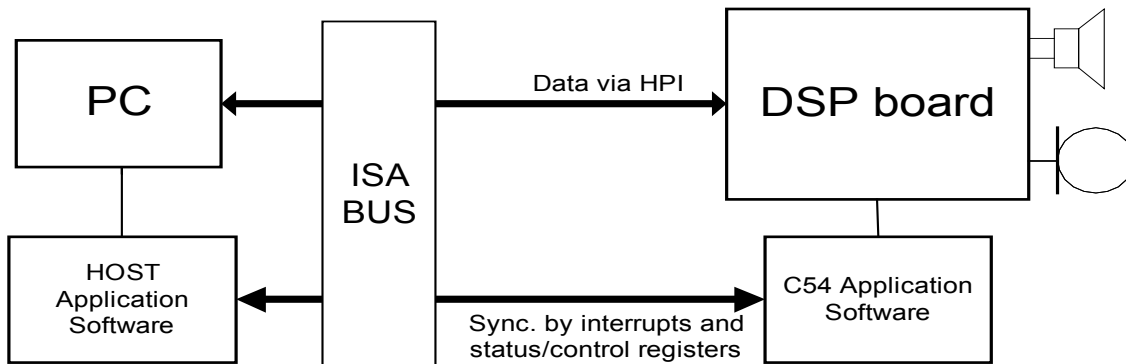 PC
ISA
BUS
Data via HPI
DSP board
HOST
Application
Software
Sync. by interrupts and
status/control registers
C54 Application
Software